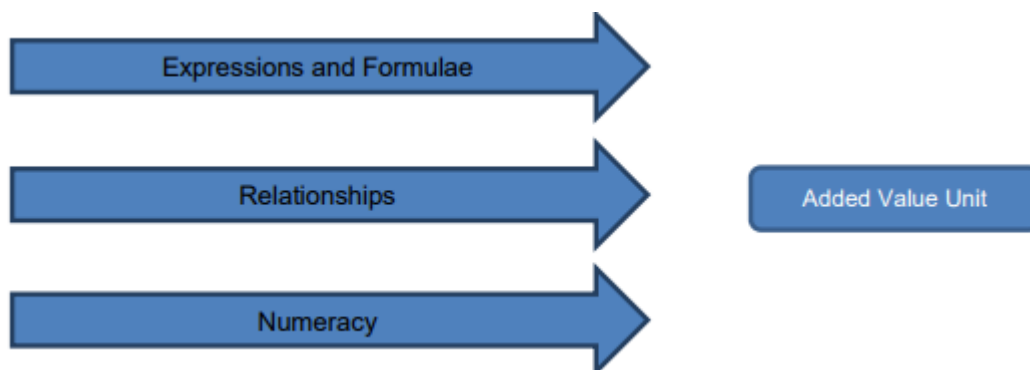 Expressions and Formulae
Relationships
Added Value Unit
Numeracy